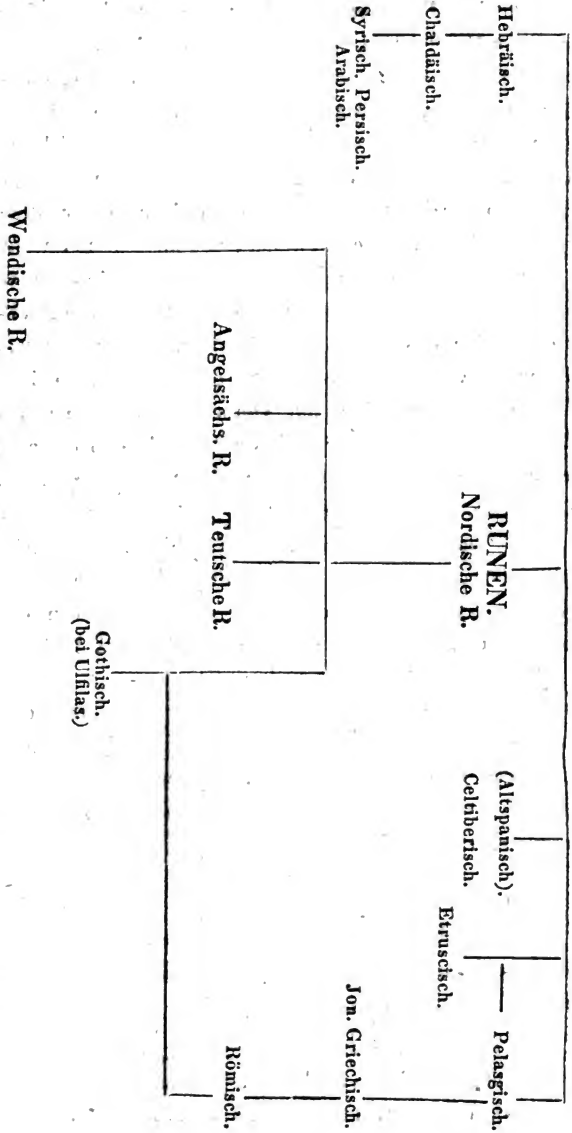 Hebräisch.
Chaldäisch.
Syrisch. Persisch.
Arabisch.
RUNEN.
Nordische R.
Wendische R.
Angelsächs. R.
Teutsche R.
Gothisch.
(bei Ulfilas.)
(Altspanisch).
Celtiberisch.
Etruscisch.
Pelasgisch.
Jon. Griechisch.
Römisch.